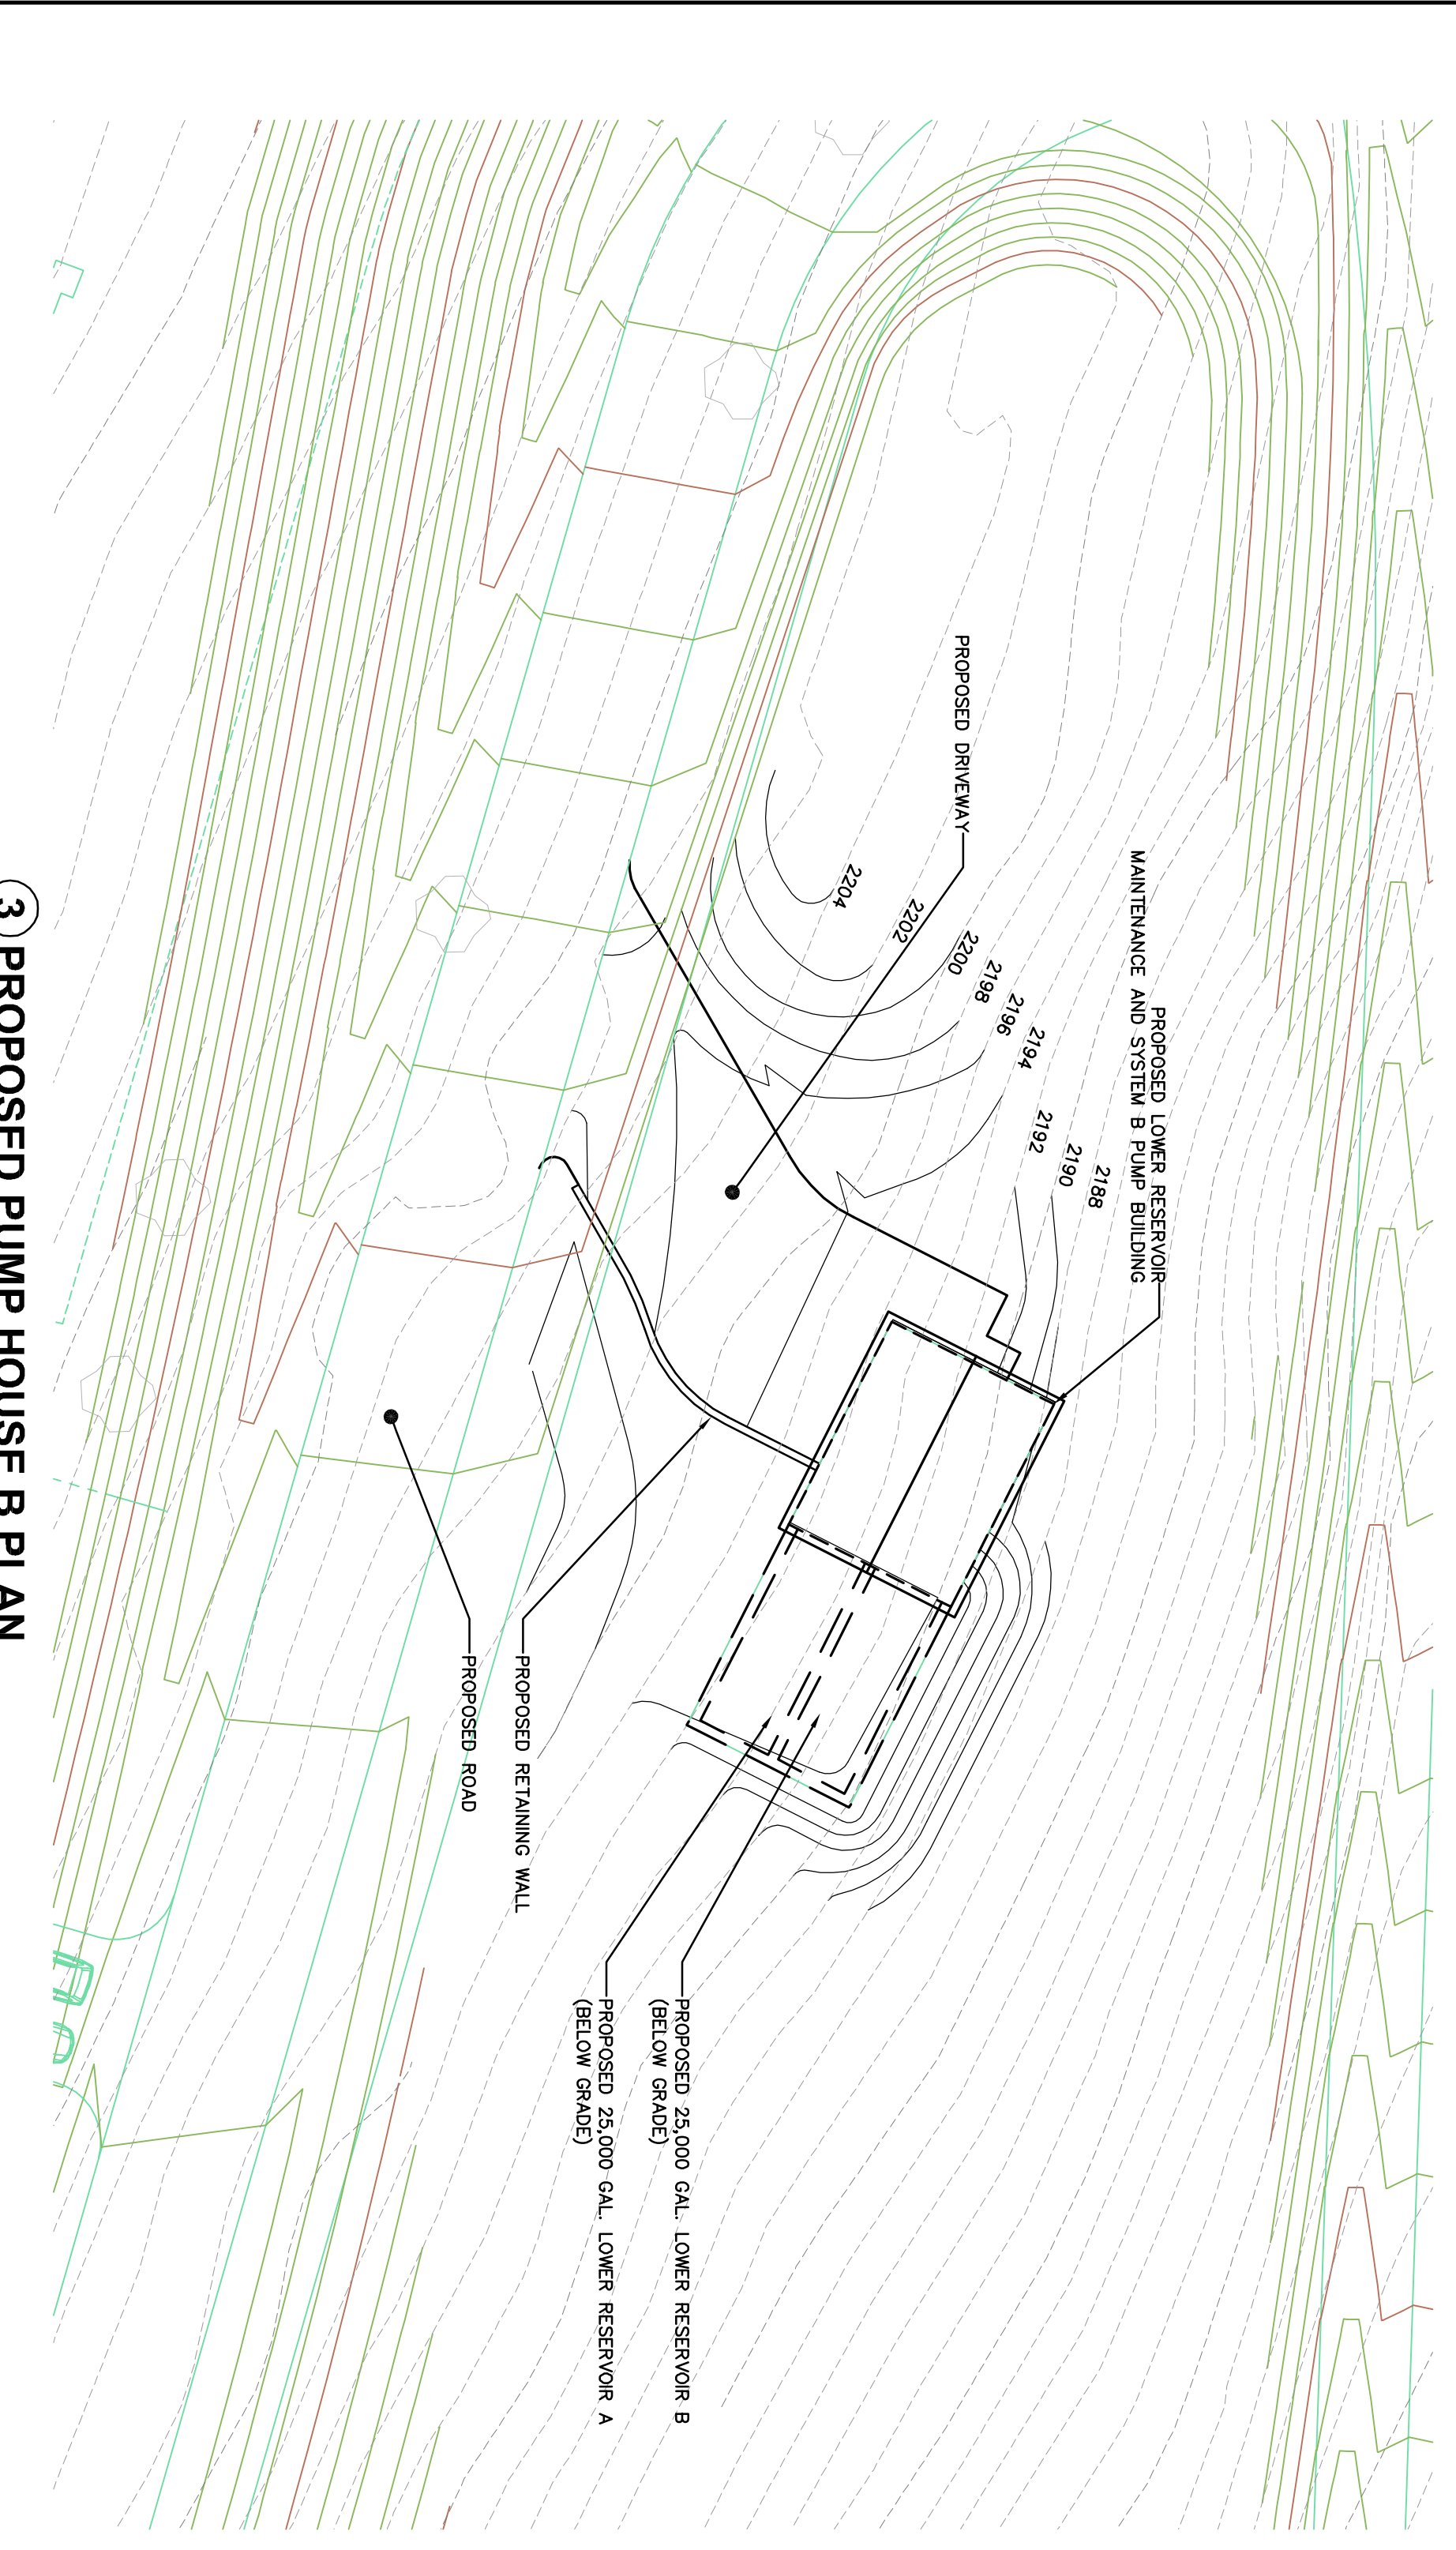 PROPOSED DRIVEWAY
PROPOSED LOWER RESERVOIR
MAINTENANCE AND SYSTEM B PUMP BUILDING
2204
2202
2200
2198
2196
2194
2192
2190
2188
PROPOSED 25,000 GAL. LOWER RESERVOIR B
(BELOW GRADE)
PROPOSED 25,000 GAL. LOWER RESERVOIR A
(BELOW GRADE)
PROPOSED RETAINING WALL
PROPOSED ROAD
3 PROPOSED PUMP HOUSE B PLAN